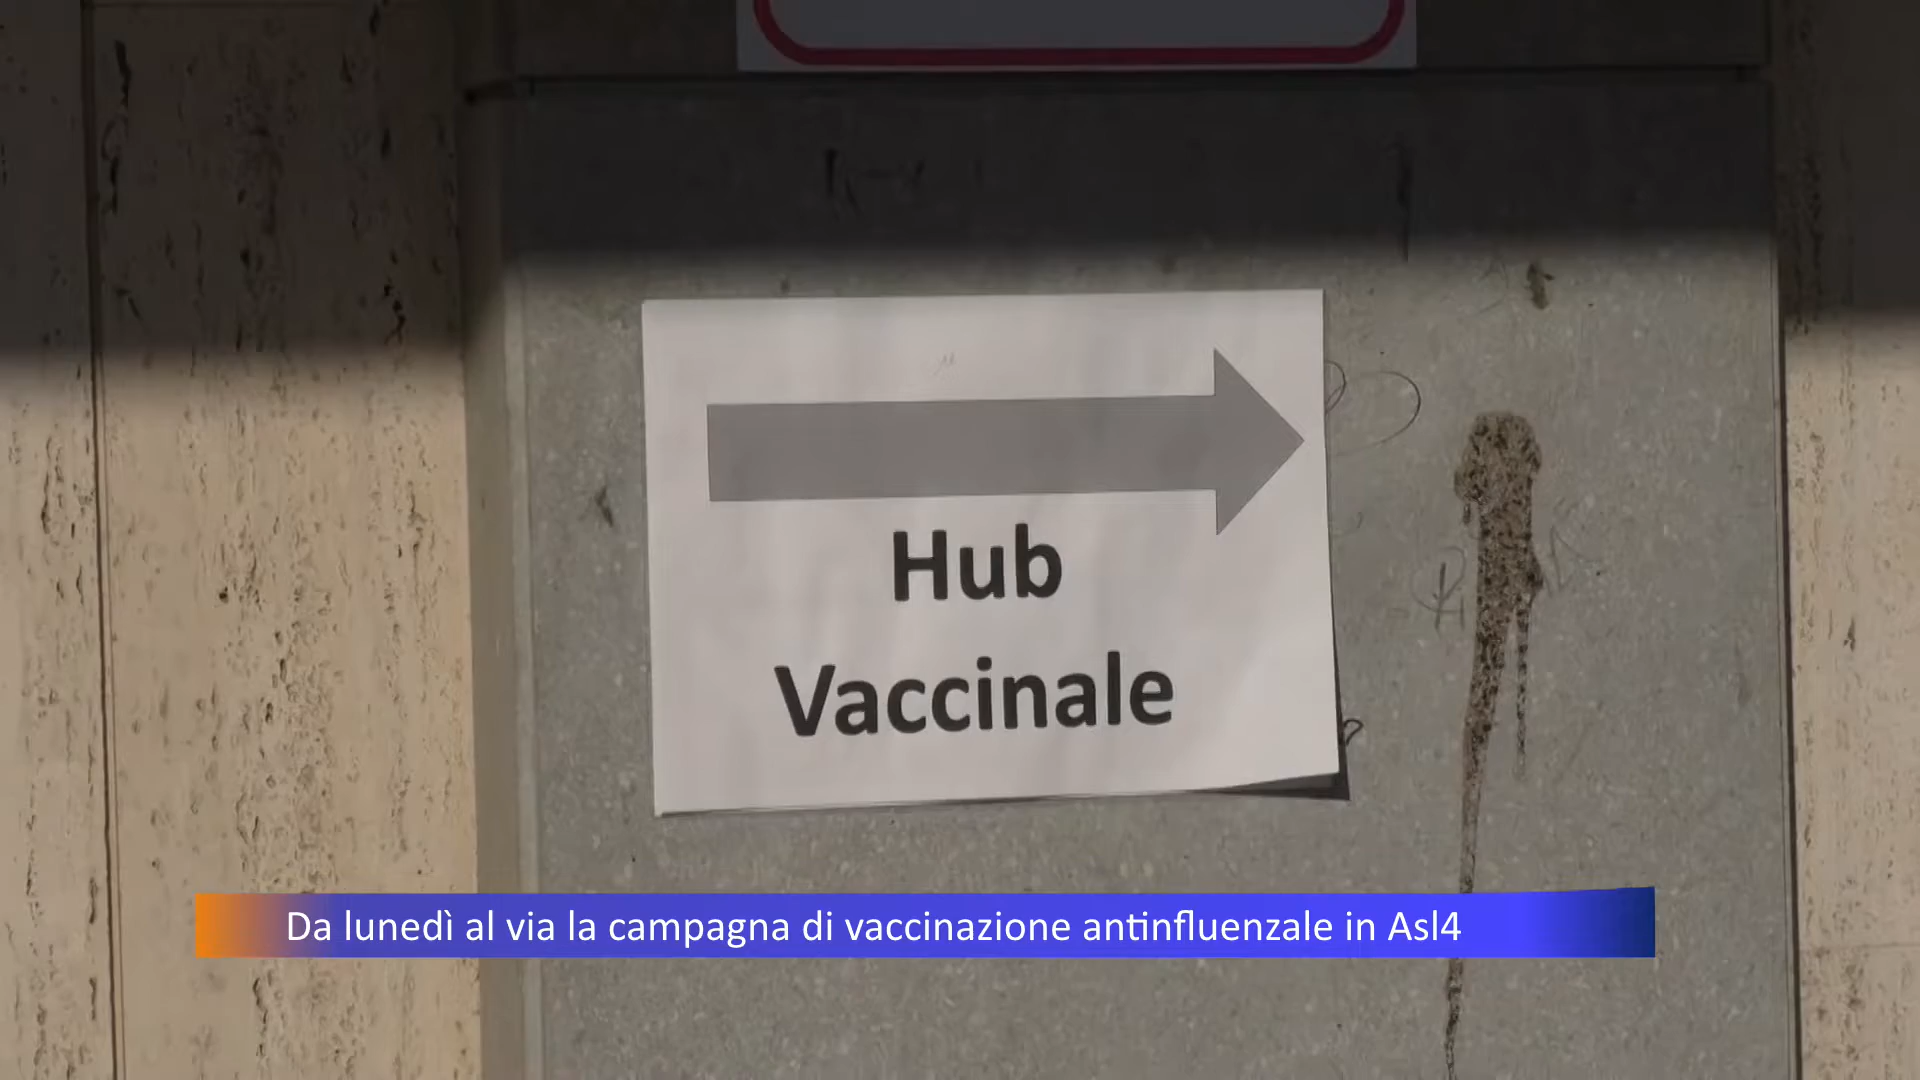 Hub
Vaccinale
Da lunedì al via la campagna di vaccinazione antinfluenzale in Asl4